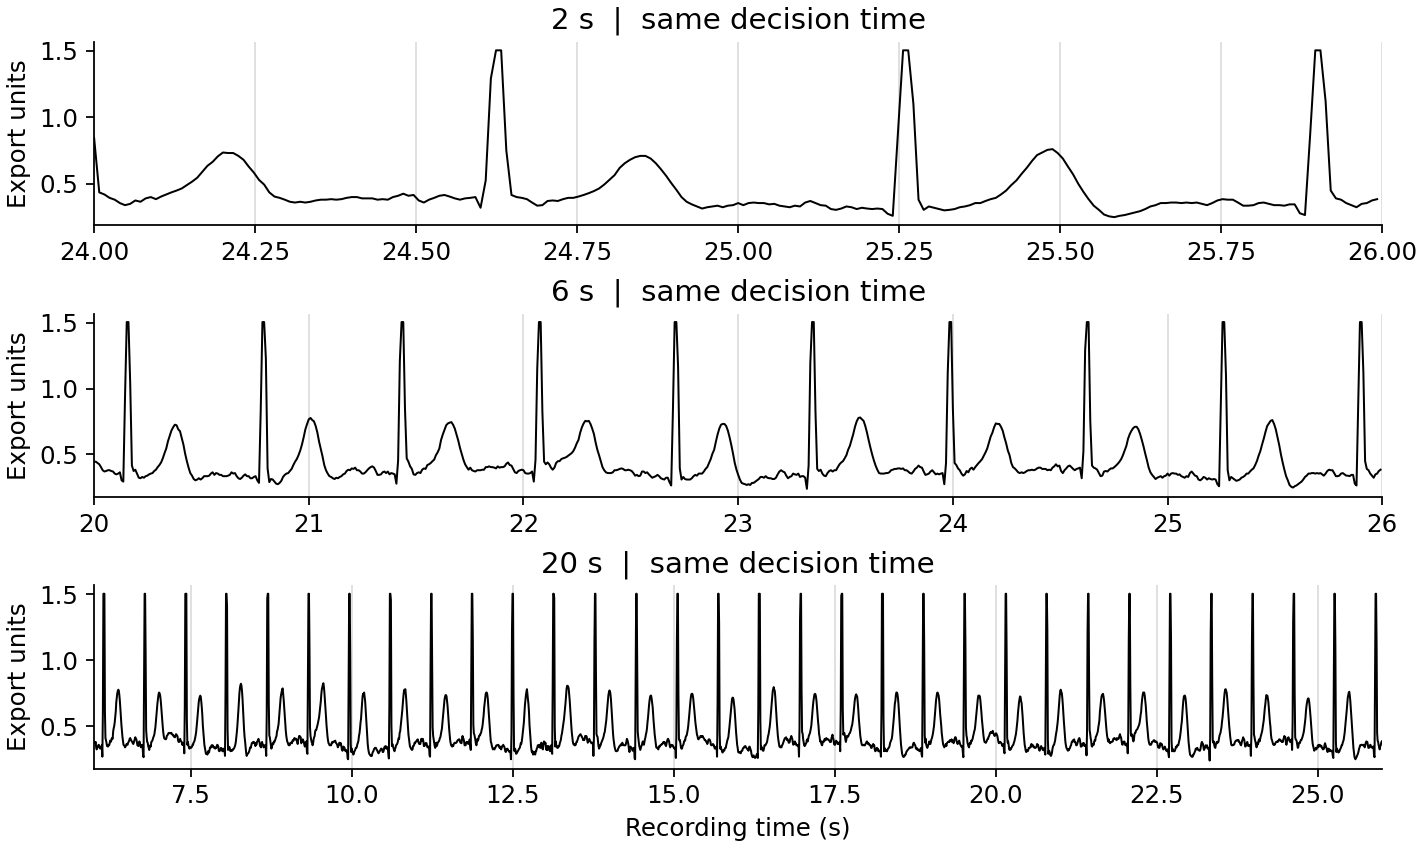 2 s | same decision time
Export units
1.5
1.0
0.5
24.00 24.25 24.50 24.75 25.00 25.25 25.50 25.75 26.00
6 s | same decision time
Export units
1.5
1.0
0.5
20 21 22 23 24 25 26
20 s | same decision time
Export units
1.5
1.0
0.5
7.5 10.0 12.5 15.0 17.5 20.0 22.5 25.0
Recording time (s)